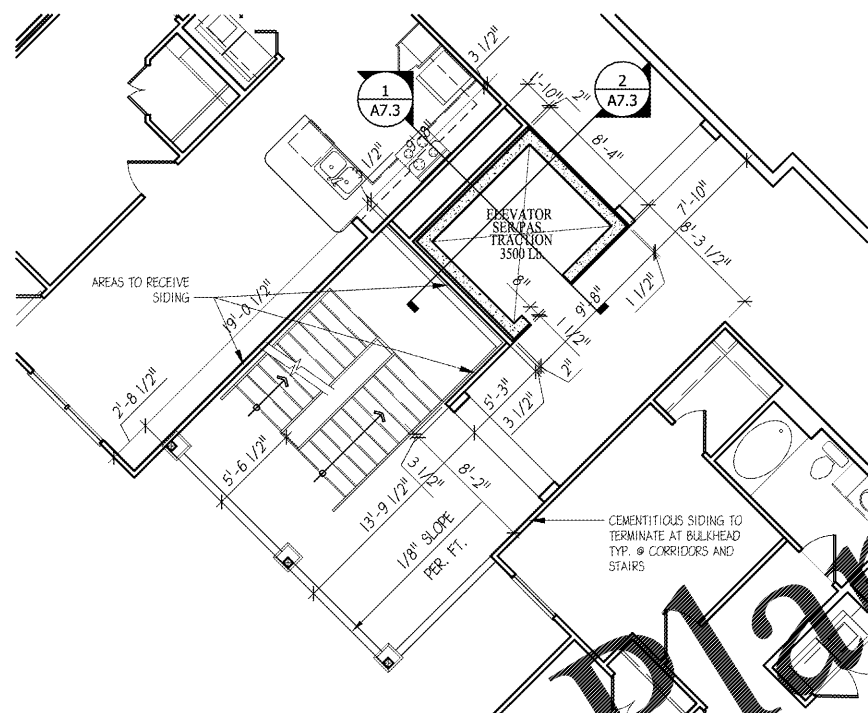 3 1/2"
1
A7.3
1'-10"
2"
2
A7.3
9'-8"
8'-4"
1/2"
7'-10"
ELEVATOR
SER/PAS.
TRACTION
3500 Lb.
8'-3 1/2"
AREAS TO RECEIVE
SIDING
19'-0 1/2"
8"
9'-8"
1 1/2"
1 1/2"
2"
2'-8 1/2"
5'-3"
3 1/2"
5'-6 1/2"
3 1/2"
8'-2"
13'-9 1/2"
1/8" SLOPE
PER. FT.
CEMENTITIOUS SIDING TO
TERMINATE AT BULKHEAD
TYP. @ CORRIDORS AND
STAIRS